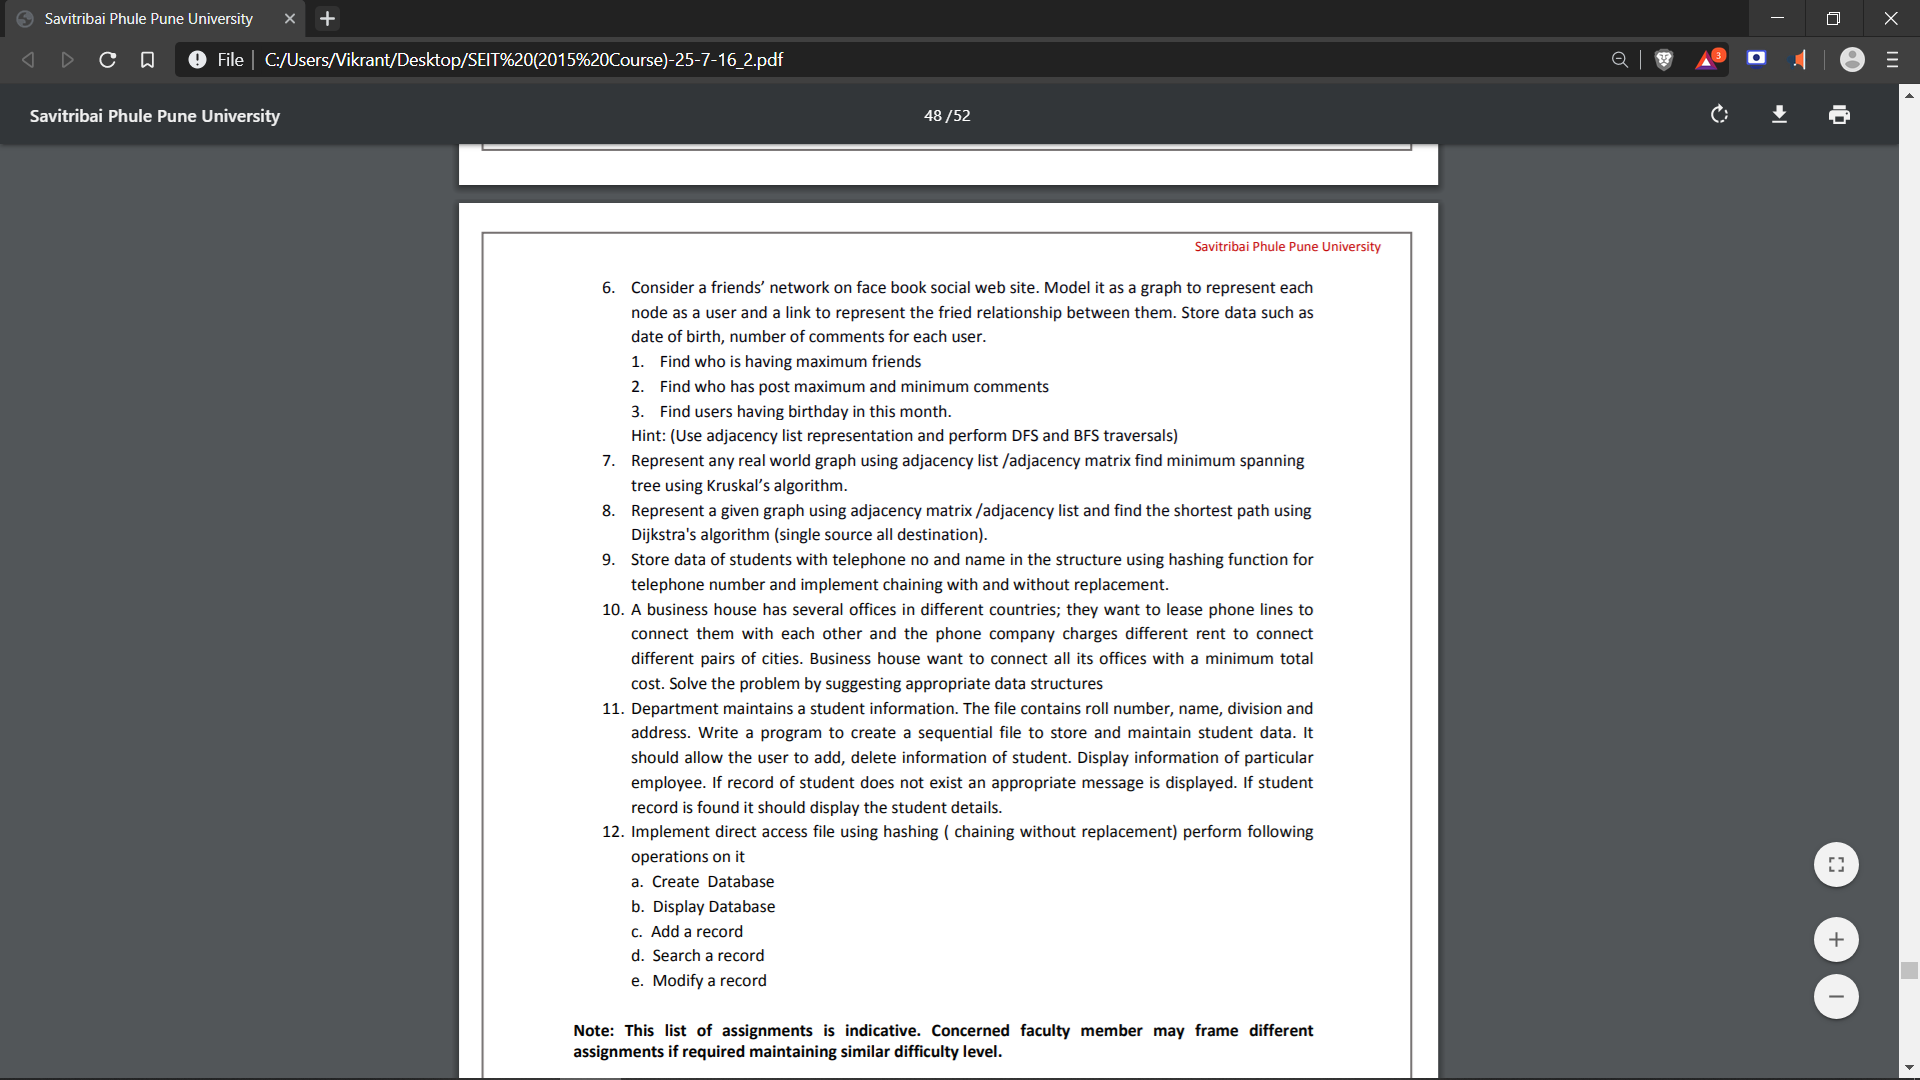 Savitribai Phule Pune University
File | C:/Users/Vikrant/Desktop/SEIT%20(2015%20Course)-25-7-16_2.pdf
3
Savitribai Phule Pune University
48 / 52
Savitribai Phule Pune University
6. Consider a friends’ network on face book social web site. Model it as a graph to represent each
node as a user and a link to represent the fried relationship between them. Store data such as
date of birth, number of comments for each user.
1. Find who is having maximum friends
2. Find who has post maximum and minimum comments
3. Find users having birthday in this month.
Hint: (Use adjacency list representation and perform DFS and BFS traversals)
7. Represent any real world graph using adjacency list /adjacency matrix find minimum spanning
tree using Kruskal’s algorithm.
8. Represent a given graph using adjacency matrix /adjacency list and find the shortest path using
Dijkstra's algorithm (single source all destination).
9. Store data of students with telephone no and name in the structure using hashing function for
telephone number and implement chaining with and without replacement.
10. A business house has several offices in different countries; they want to lease phone lines to
connect them with each other and the phone company charges different rent to connect
different pairs of cities. Business house want to connect all its offices with a minimum total
cost. Solve the problem by suggesting appropriate data structures
11. Department maintains a student information. The file contains roll number, name, division and
address. Write a program to create a sequential file to store and maintain student data. It
should allow the user to add, delete information of student. Display information of particular
employee. If record of student does not exist an appropriate message is displayed. If student
record is found it should display the student details.
12. Implement direct access file using hashing ( chaining without replacement) perform following
operations on it
a. Create Database
b. Display Database
c. Add a record
d. Search a record
e. Modify a record
Note: This list of assignments is indicative. Concerned faculty member may frame different
assignments if required maintaining similar difficulty level.